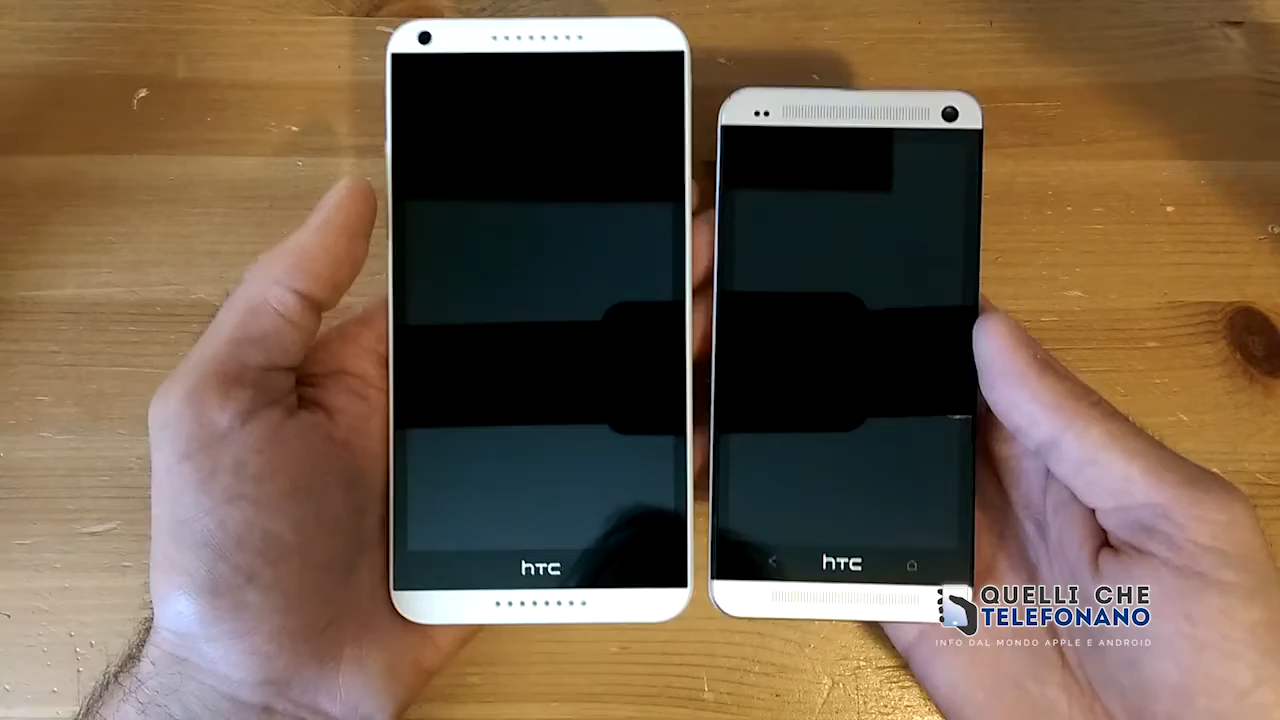 hTC
hTC
QUELLI CHE
TELEFONANO
INFO DAL MONDO APPLE E ANDROID